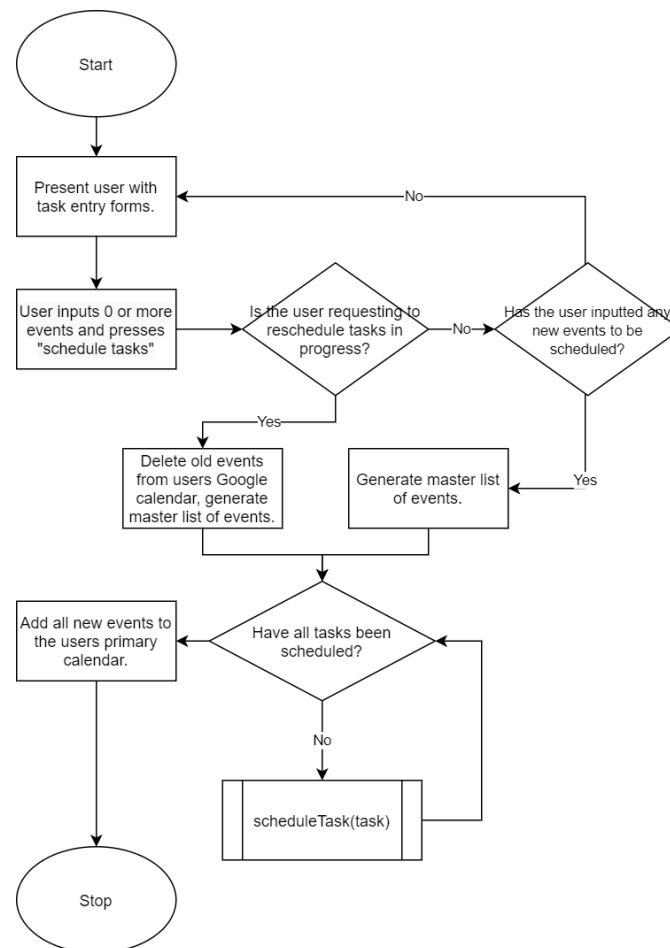 Start
Present user with
task entry forms.
No
User inputs 0 or more
events and presses
"schedule tasks"
Is the user requesting to
reschedule tasks in
progress?
No
Has the user inputted any
new events to be
scheduled?
Yes
Delete old events
from users Google
calendar, generate
master list of events.
Generate master list
of events.
Yes
Add all new events to
the users primary
calendar.
Have all tasks been
scheduled?
No
scheduleTask(task)
Stop